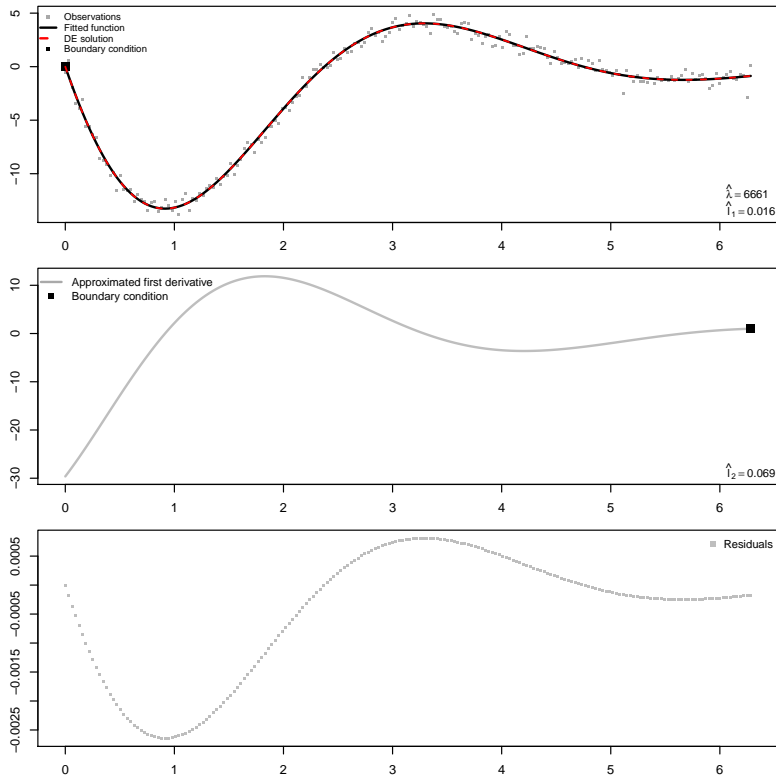 Observations
Fitted function
DE solution
Boundary condition
5
0
−5
−10
λ̂ = 6661
l̂₁ = 0.016
0 1 2 3 4 5 6
Approximated first derivative
Boundary condition
10
0
−10
−20
−30
l̂₂ = 0.069
0 1 2 3 4 5 6
Residuals
0.0005
−0.0005
−0.0015
−0.0025
0 1 2 3 4 5 6